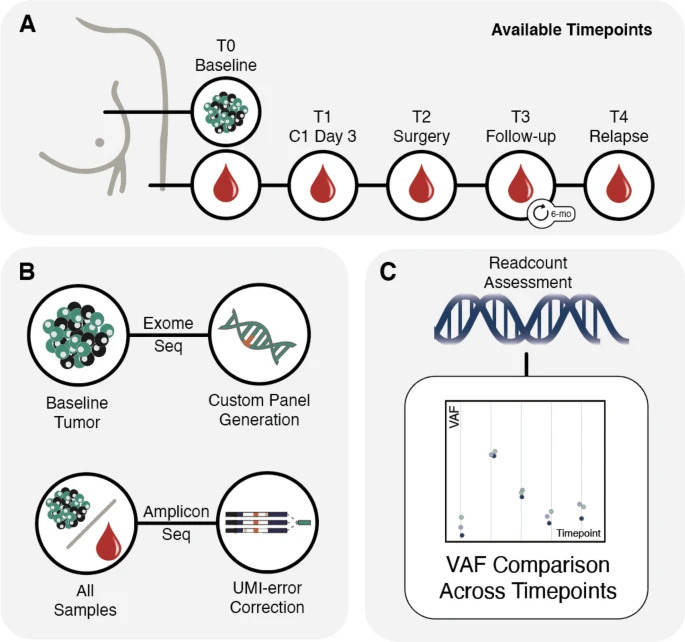 A
Available Timepoints
T0
Baseline
T1
C1 Day 3
T2
Surgery
T3
Follow-up
T4
Relapse
6-mo
B
Exome
Seq
Baseline
Tumor
Custom Panel
Generation
Amplicon
Seq
All
Samples
UMI-error
Correction
C
Readcount
Assessment
VAF
Timepoint
VAF Comparison
Across Timepoints